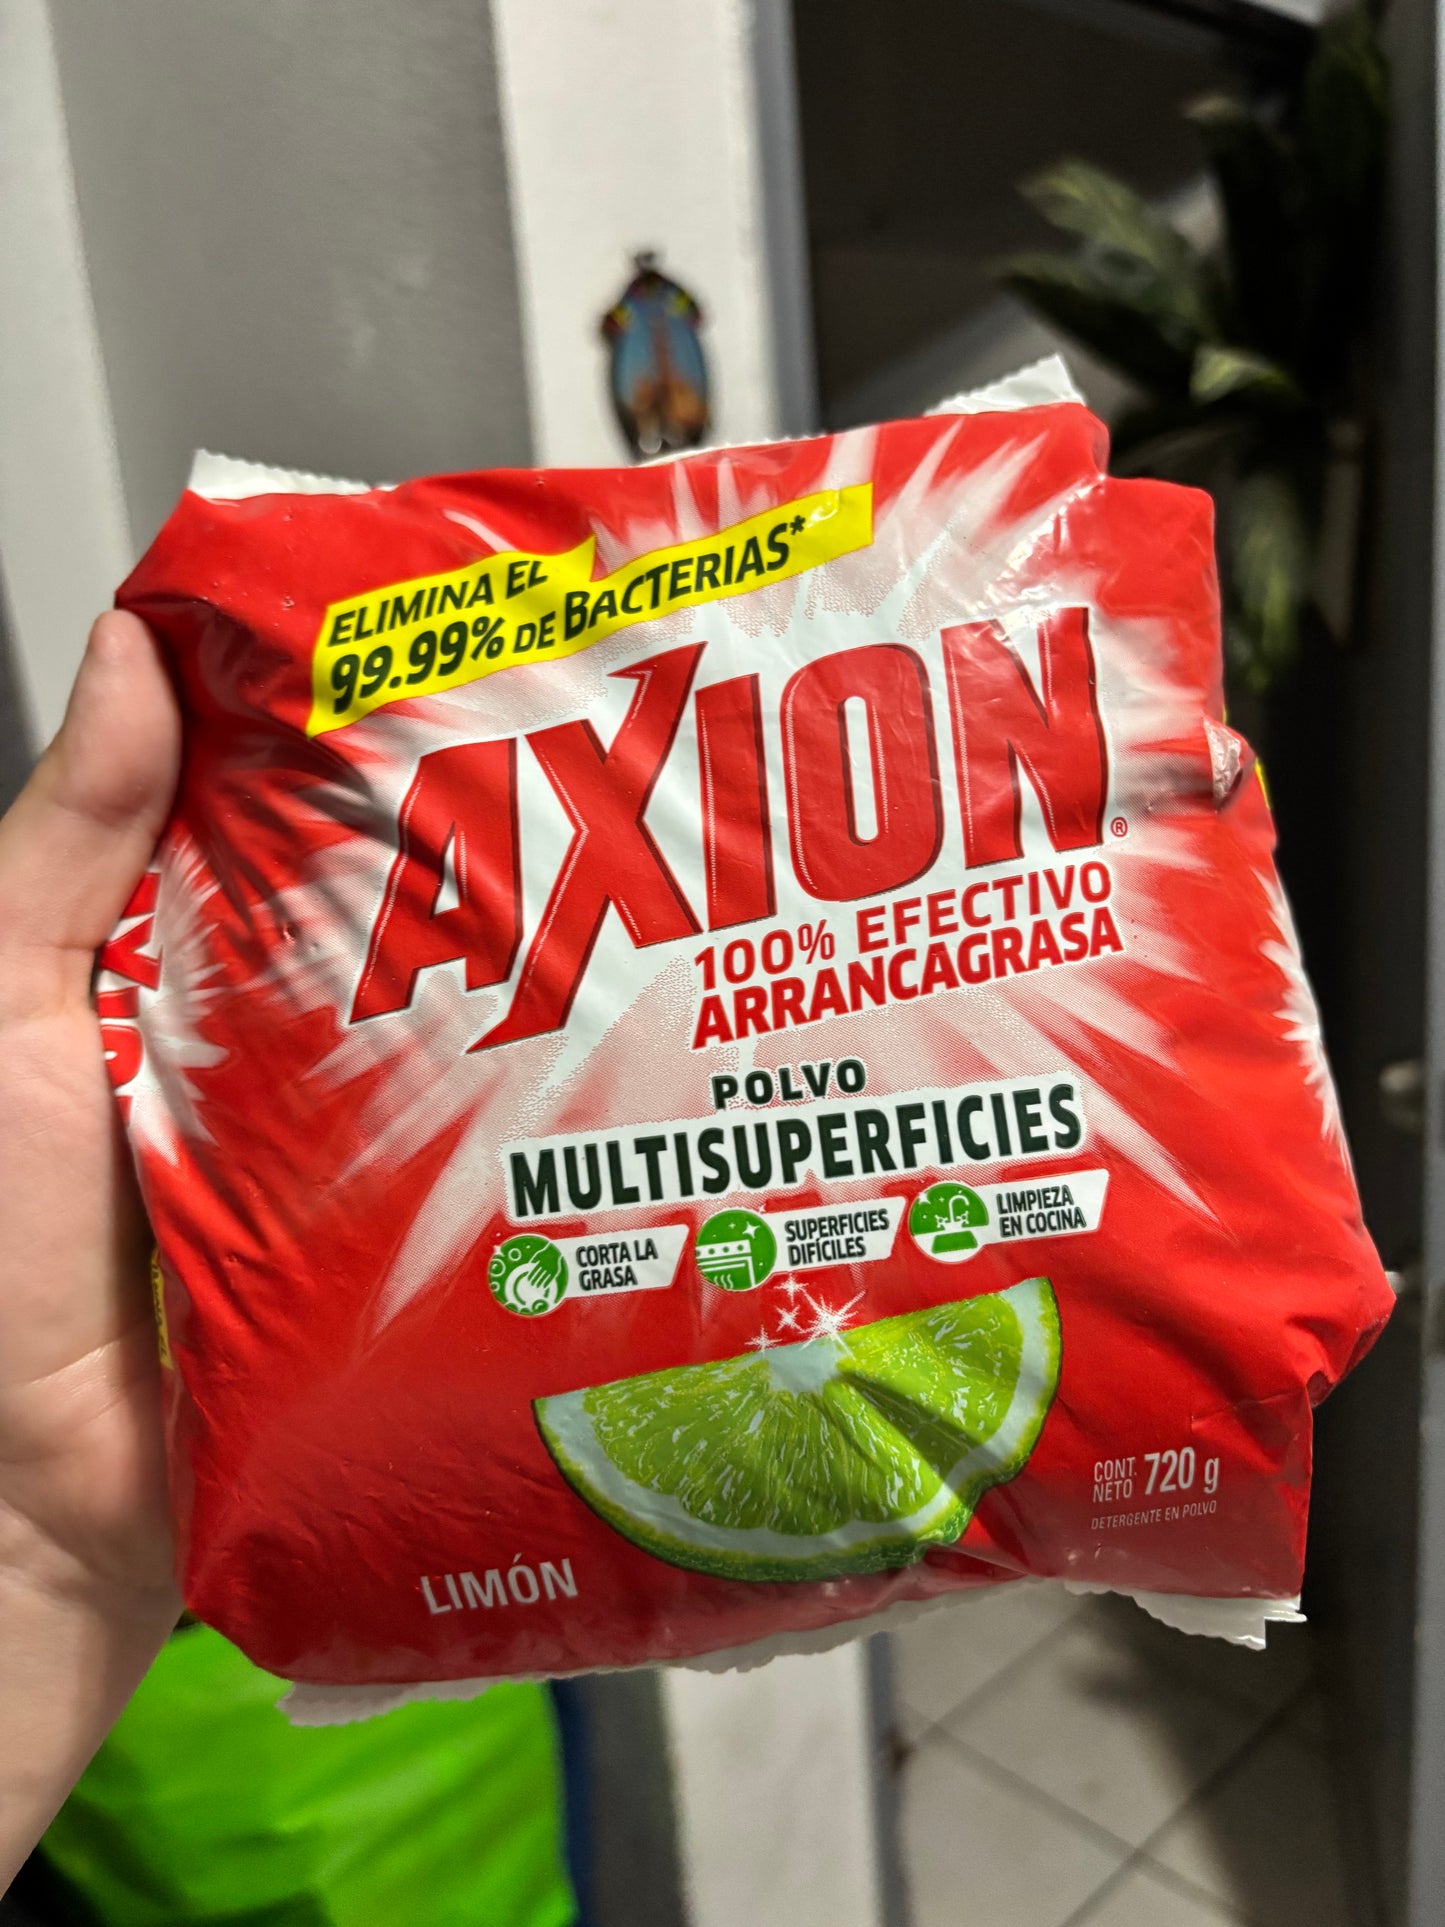 ELIMINA EL
99.99% DE BACTERIAS*
AXION®
100% EFECTIVO
ARRANCAGRASA
POLVO
MULTISUPERFICIES
CORTA LA
GRASA
SUPERFICIES
DIFÍCILES
LIMPIEZA
EN COCINA
CONT.
NETO 720 g
DETERGENTE EN POLVO
LIMÓN